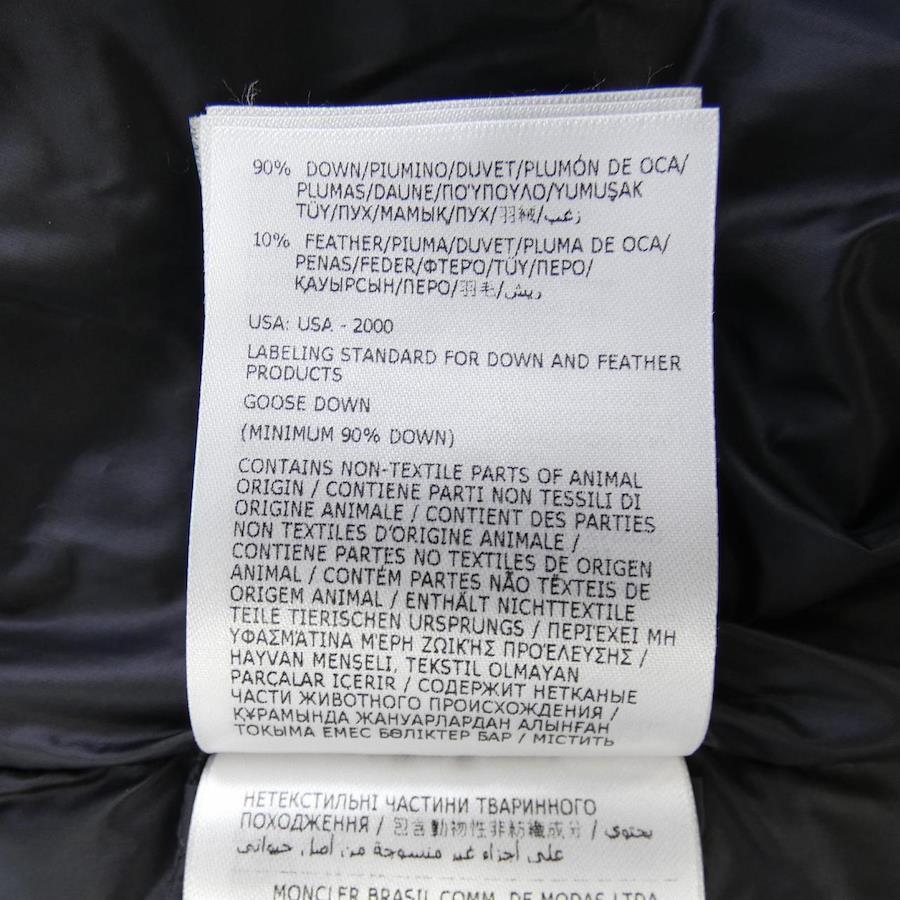 90% DOWN/PIUMINO/DUVET/PLUMÓN DE OCA/
PLUMAS/DAUNE/ΠΟΎΠΟΥΛΟ/YUMUŞAK
TÜY/ПУХ/МАМЫҚ/ПУХ/羽絨/زغب
10% FEATHER/PIUMA/DUVET/PLUMA DE OCA/
PENAS/FEDER/ΦΤΕΡΌ/TÜY/ПЕРО/
ҚАУЫРСЫН/ПЕРО/羽毛/ريش
USA: USA - 2000
LABELING STANDARD FOR DOWN AND FEATHER
PRODUCTS
GOOSE DOWN
(MINIMUM 90% DOWN)
CONTAINS NON-TEXTILE PARTS OF ANIMAL
ORIGIN / CONTIENE PARTI NON TESSILI DI
ORIGINE ANIMALE / CONTIENT DES PARTIES
NON TEXTILES D'ORIGINE ANIMALE /
CONTIENE PARTES NO TEXTILES DE ORIGEN
ANIMAL / CONTÉM PARTES NÃO TÊXTEIS DE
ORIGEM ANIMAL / ENTHÄLT NICHTTEXTILE
TEILE TIERISCHEN URSPRUNGS / ΠΕΡΙΈΧΕΙ ΜΗ
ΥΦΑΣΜΆΤΙΝΑ ΜΈΡΗ ΖΩΙΚΉΣ ΠΡΟΈΛΕΥΣΗΣ /
HAYVAN MENŞELİ, TEKSTIL OLMAYAN
PARÇALAR IÇERIR / СОДЕРЖИТ НЕТКАНЫЕ
ЧАСТИ ЖИВОТНОГО ПРОИСХОЖДЕНИЯ /
ҚҰРАМЫНДА ЖАНУАРЛАРДАН АЛЫНҒАН
ТОҚЫМА ЕМЕС БӨЛІКТЕР БАР / МІСТИТЬ
НЕТЕКСТИЛЬНІ ЧАСТИНИ ТВАРИННОГО
ПОХОДЖЕННЯ / 包含動物性非紡織成分 / يحتوي
على أجزاء غير منسوجة من أصل حيواني
MONCLER BRASIL COMM. DE MODAS LTDA